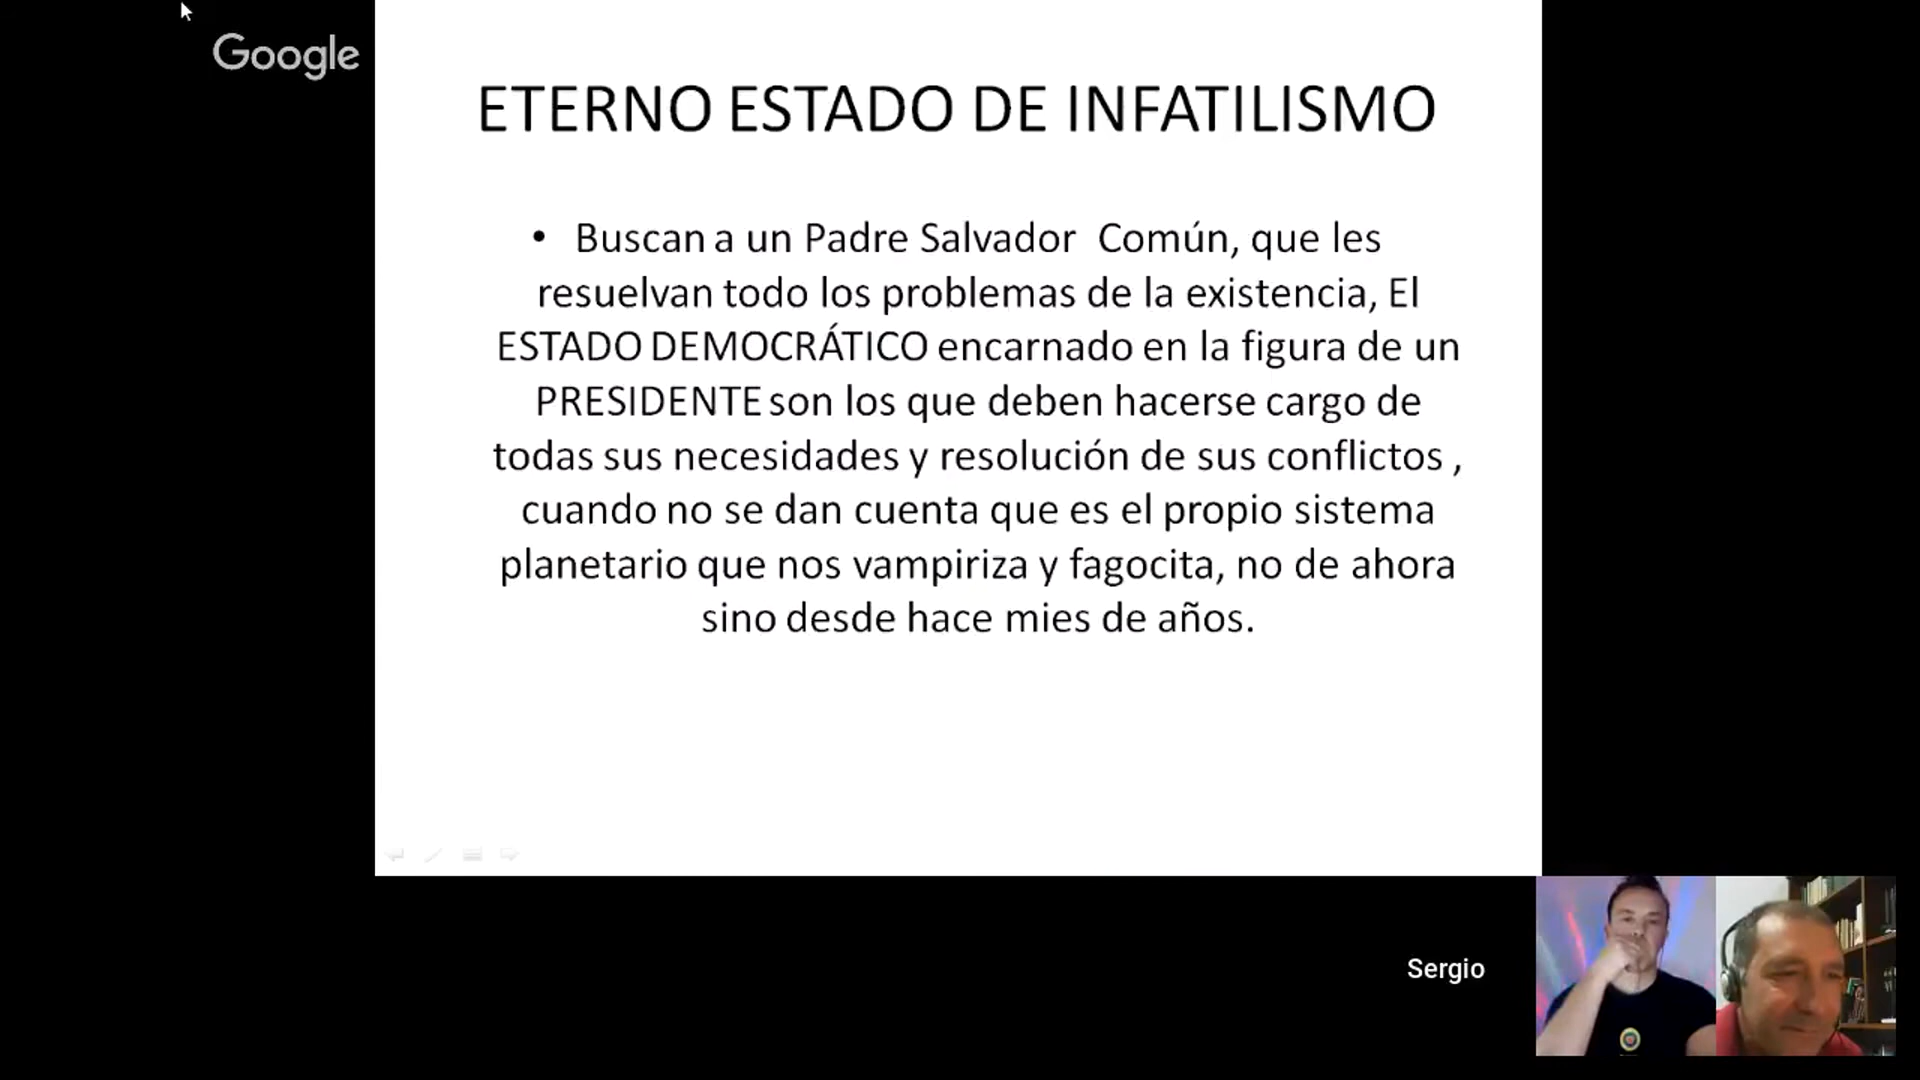 Google
ETERNO ESTADO DE INFATILISMO
• Buscan a un Padre Salvador Común, que les
resuelvan todo los problemas de la existencia, El
ESTADO DEMOCRÁTICO encarnado en la figura de un
PRESIDENTE son los que deben hacerse cargo de
todas sus necesidades y resolución de sus conflictos ,
cuando no se dan cuenta que es el propio sistema
planetario que nos vampiriza y fagocita, no de ahora
sino desde hace mies de años.
Sergio